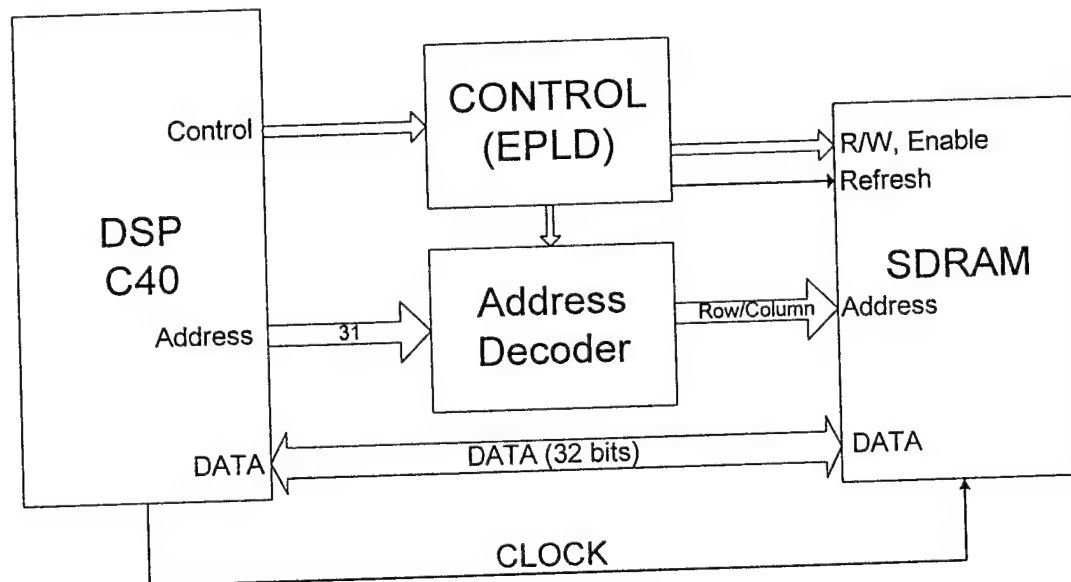 DSP
C40
Control
Address
DATA
CONTROL
(EPLD)
Address
Decoder
31
Row/Column
R/W, Enable
Refresh
SDRAM
Address
DATA
DATA (32 bits)
CLOCK